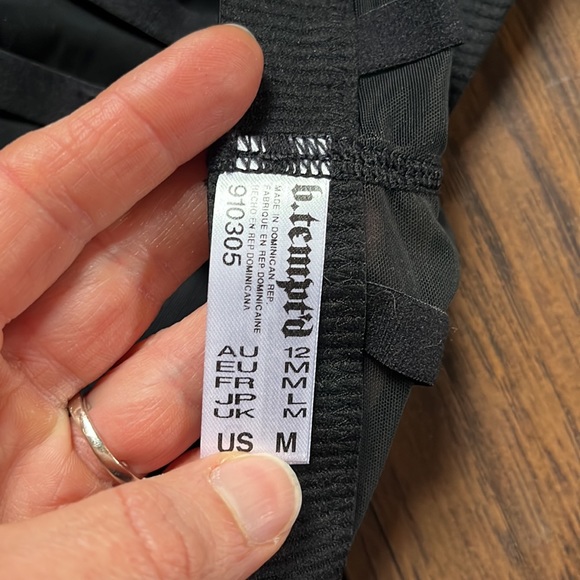 b.tempt'd
MADE IN DOMINICAN REP.
FABRIQUE EN REP DOMINICAINE
HECHO EN REP DOMINICANA
910305
AU 12
EU M
FR M
JP L
UK M
US M